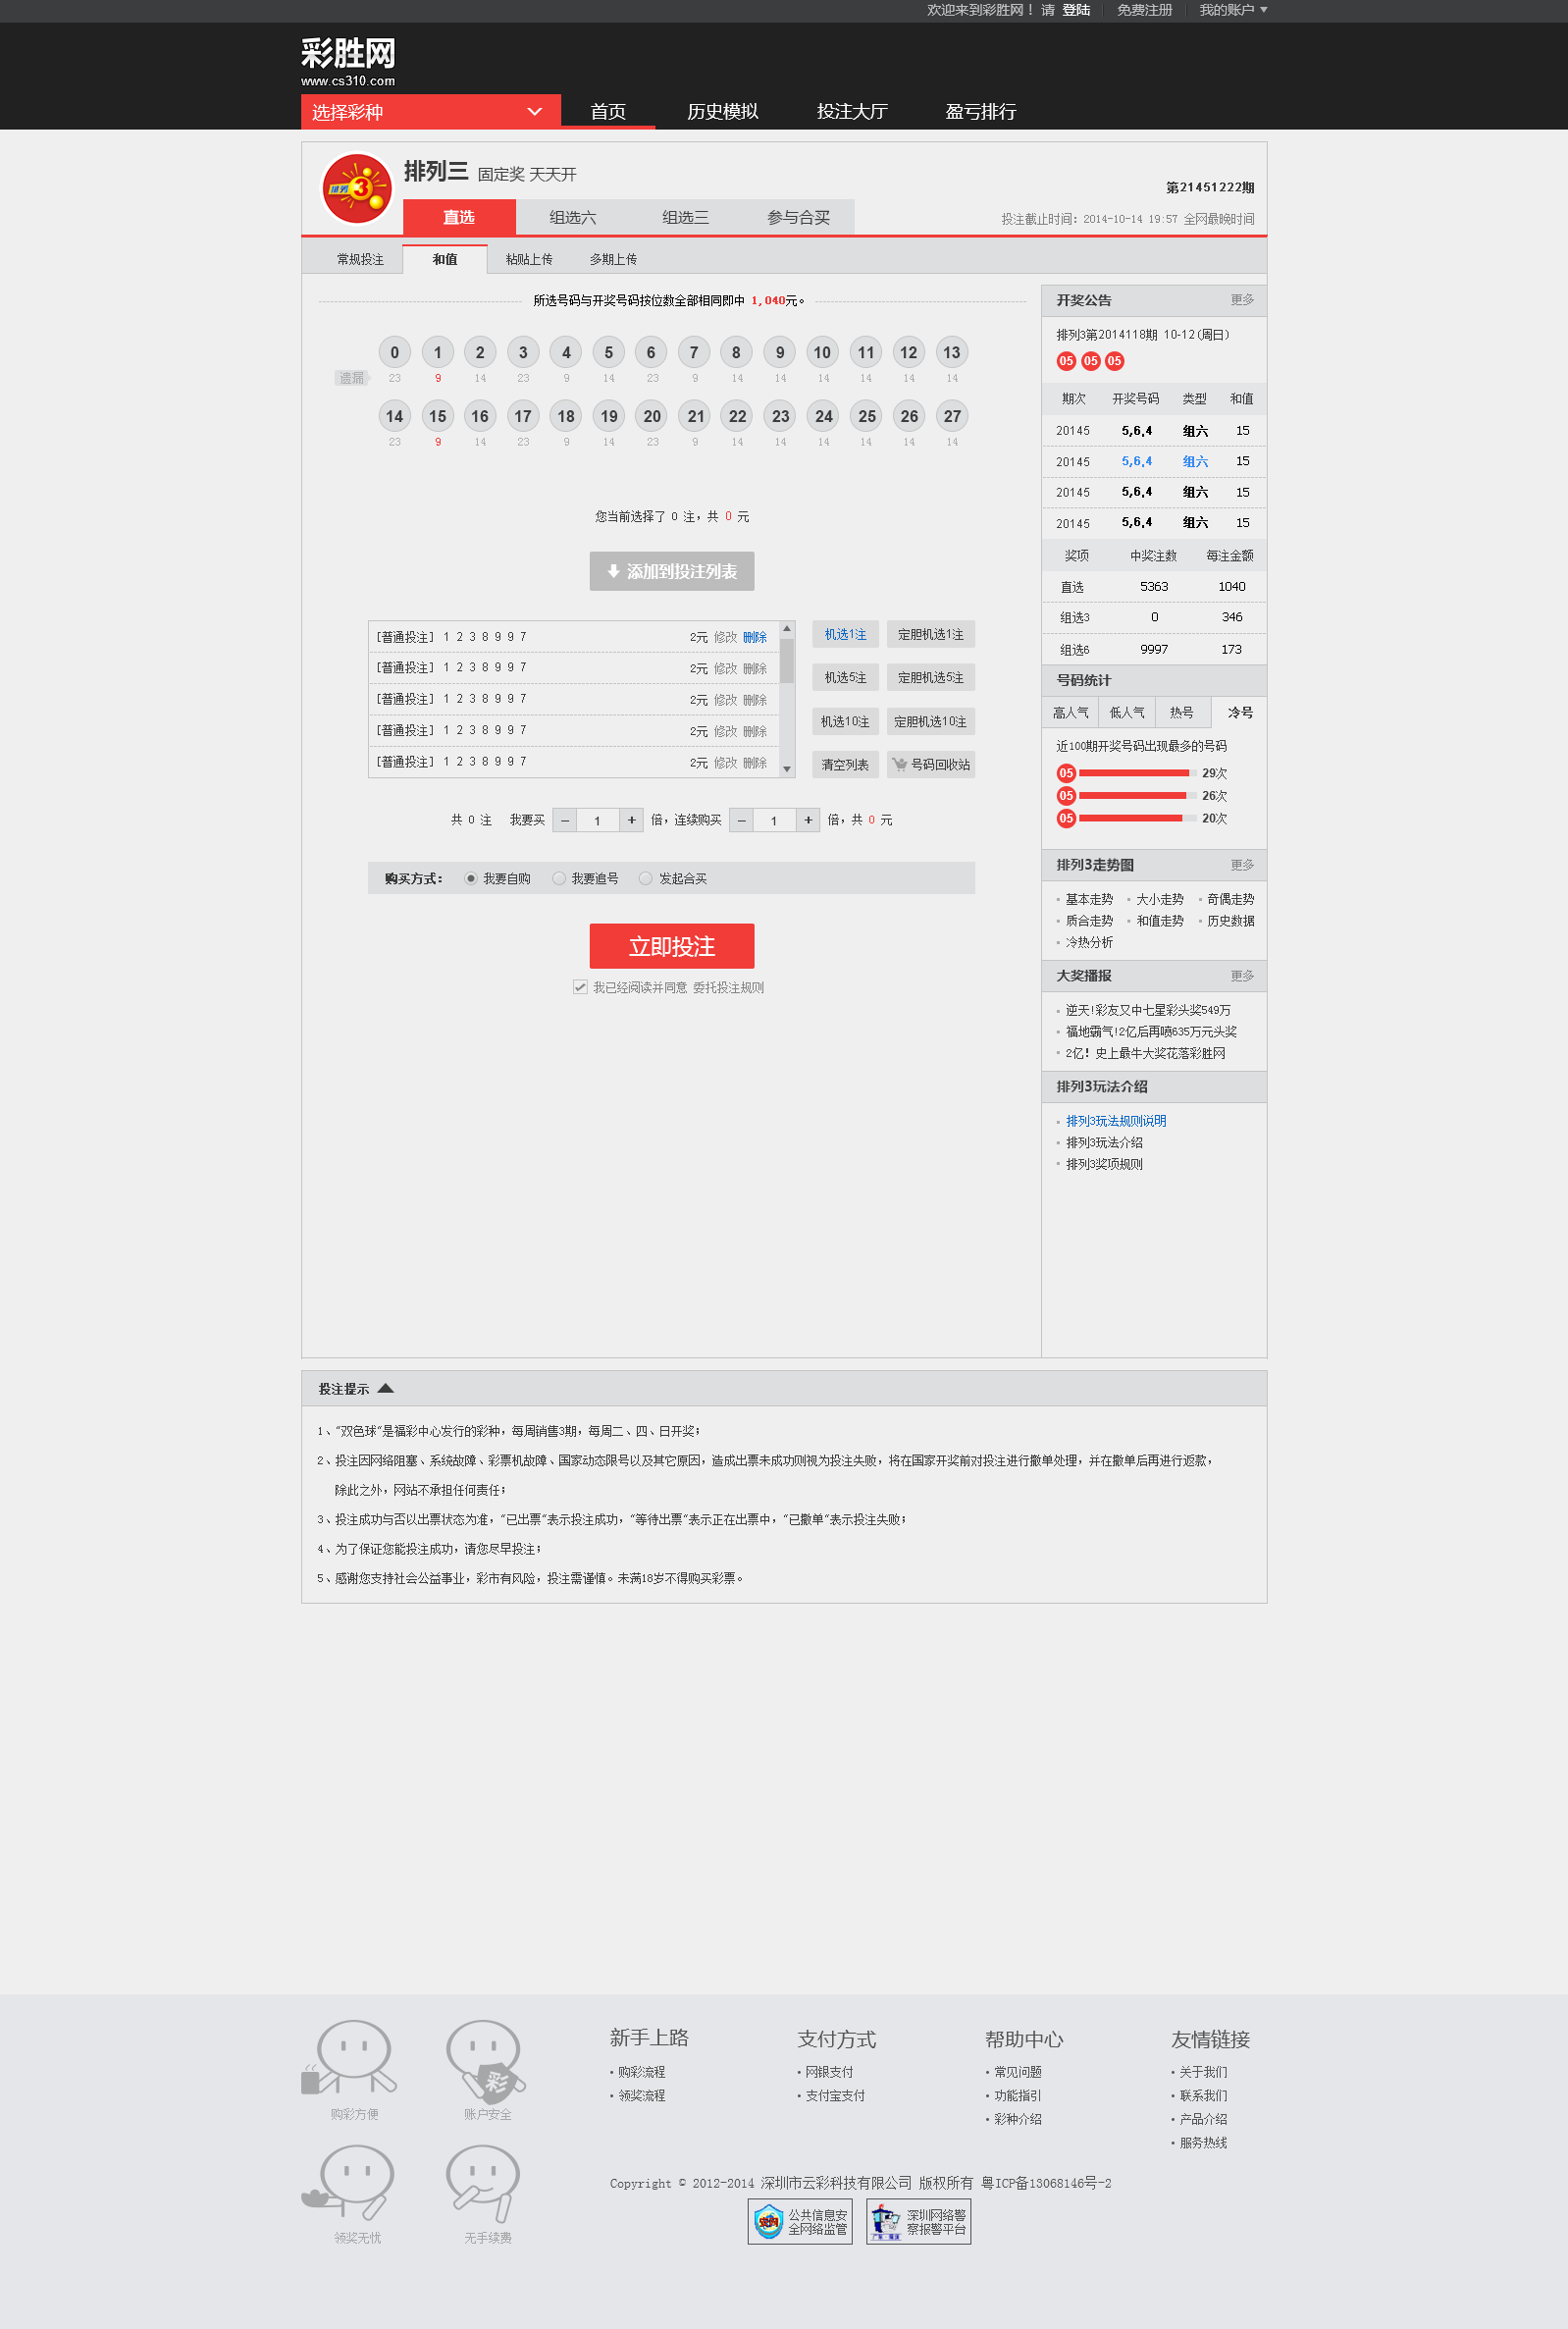 欢迎来到彩胜网！请 登陆 免费注册 我的账户
彩胜网
www.cs310.com
选择彩种 首页 历史模拟 投注大厅 盈亏排行
排列三 固定奖 天天开
第21451222期
直选 组选六 组选三 参与合买
投注截止时间: 2014-10-14 19:57 全网最晚时间
常规投注 和值 粘贴上传 多期上传
所选号码与开奖号码按位数全部相同即中 1,040元。
0 1 2 3 4 5 6 7 8 9 10 11 12 13
遗漏 23 9 14 23 9 14 23 9 14 14 14 14 14 14
14 15 16 17 18 19 20 21 22 23 24 25 26 27
23 9 14 23 9 14 23 9 14 14 14 14 14 14
您当前选择了 0 注，共 0 元
添加到投注列表
[普通投注] 1 2 3 8 9 9 7 2元 修改 删除
[普通投注] 1 2 3 8 9 9 7 2元 修改 删除
[普通投注] 1 2 3 8 9 9 7 2元 修改 删除
[普通投注] 1 2 3 8 9 9 7 2元 修改 删除
[普通投注] 1 2 3 8 9 9 7 2元 修改 删除
机选1注 定胆机选1注
机选5注 定胆机选5注
机选10注 定胆机选10注
清空列表 号码回收站
共 0 注 我要买 － 1 + 倍，连续购买 － 1 + 倍，共 0 元
购买方式： 我要自购 我要追号 发起合买
立即投注
我已经阅读并同意 委托投注规则
开奖公告 更多
排列3第2014118期 10-12(周日)
05 05 05
期次 开奖号码 类型 和值
20145 5,6,4 组六 15
20145 5,6,4 组六 15
20145 5,6,4 组六 15
20145 5,6,4 组六 15
奖项 中奖注数 每注金额
直选 5363 1040
组选3 0 346
组选6 9997 173
号码统计
高人气 低人气 热号 冷号
近100期开奖号码出现最多的号码
05 29次
05 26次
05 20次
排列3走势图 更多
基本走势 大小走势 奇偶走势
质合走势 和值走势 历史数据
冷热分析
大奖播报 更多
逆天!彩友又中七星彩头奖549万
福地霸气!2亿后再喷635万元头奖
2亿! 史上最牛大奖花落彩胜网
排列3玩法介绍
排列3玩法规则说明
排列3玩法介绍
排列3奖项规则
投注提示
1、“双色球”是福彩中心发行的彩种，每周销售3期，每周二、四、日开奖；
2、投注因网络阻塞、系统故障、彩票机故障、国家动态限号以及其它原因，造成出票未成功则视为投注失败，将在国家开奖前对投注进行撤单处理，并在撤单后再进行返款，
除此之外，网站不承担任何责任；
3、投注成功与否以出票状态为准，“已出票”表示投注成功，“等待出票”表示正在出票中，“已撤单”表示投注失败；
4、为了保证您能投注成功，请您尽早投注；
5、感谢您支持社会公益事业，彩市有风险，投注需谨慎。未满18岁不得购买彩票。
彩
购彩方便 账户安全
领奖无忧 无手续费
新手上路
购彩流程
领奖流程
支付方式
网银支付
支付宝支付
帮助中心
常见问题
功能指引
彩种介绍
友情链接
关于我们
联系我们
产品介绍
服务热线
Copyright © 2012-2014 深圳市云彩科技有限公司 版权所有 粤ICP备13068146号-2
公共信息安
全网络监管
深圳网络警
察报警平台